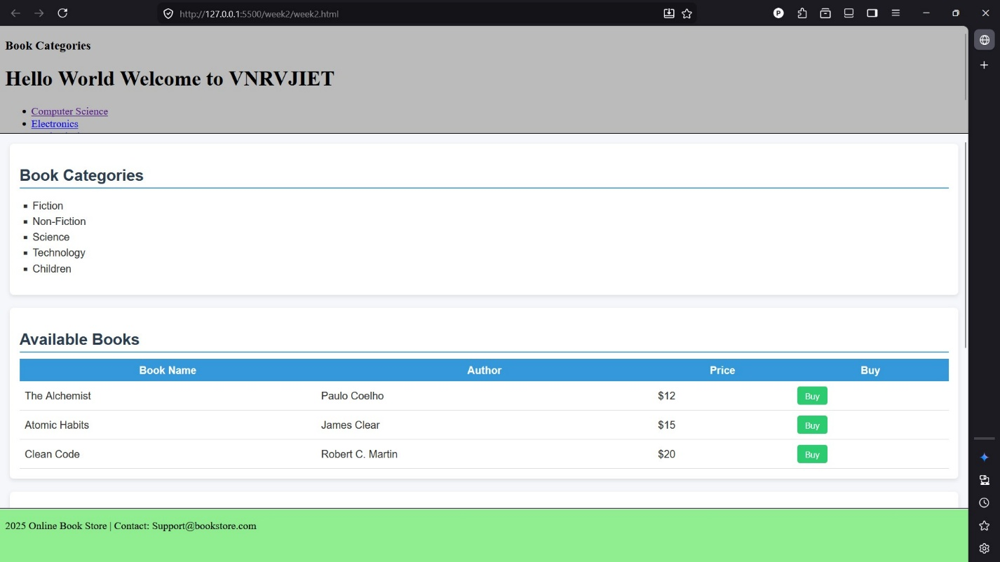 http://127.0.0.1:5500/week2/week2.html
P
Book Categories
Hello World Welcome to VNRVJIET
Computer Science
Electronics
Book Categories
Fiction
Non-Fiction
Science
Technology
Children
Available Books
Book Name Author Price Buy
The Alchemist Paulo Coelho $12 Buy
Atomic Habits James Clear $15 Buy
Clean Code Robert C. Martin $20 Buy
2025 Online Book Store | Contact: Support@bookstore.com